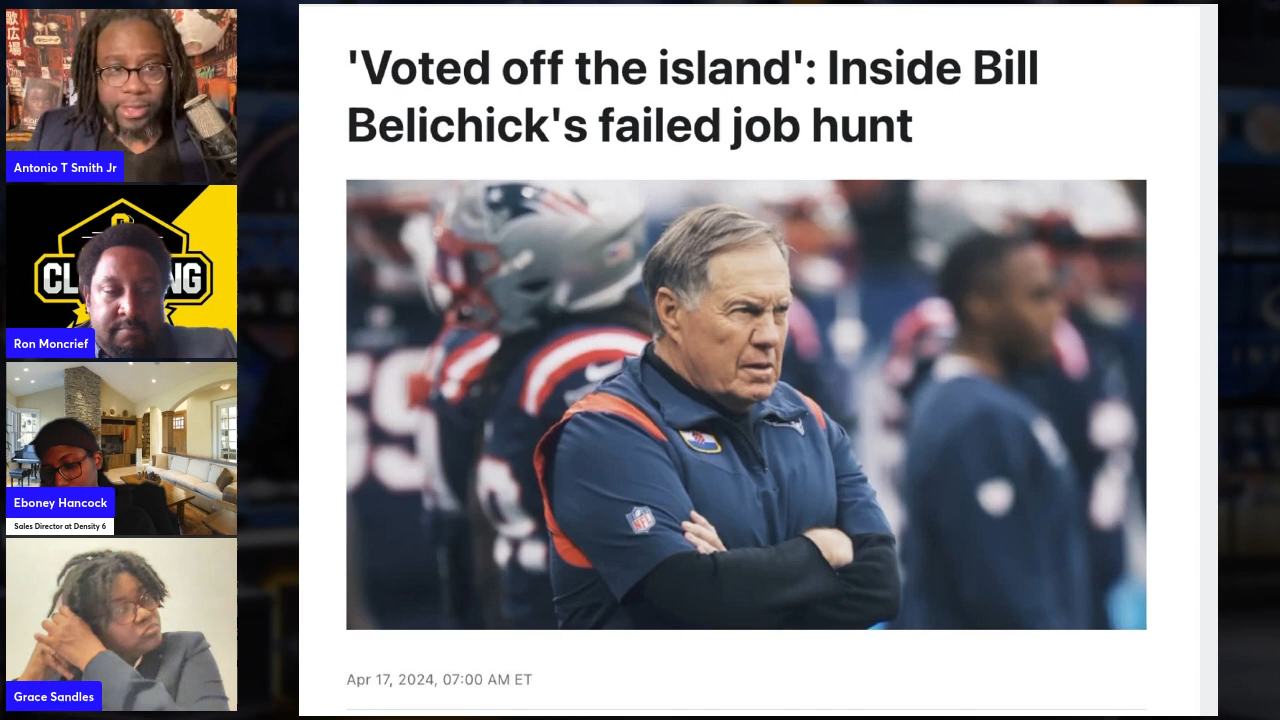 Antonio T Smith Jr
Ron Moncrief
Eboney Hancock
Sales Director at Density 6
Grace Sandles
'Voted off the island': Inside Bill
Belichick's failed job hunt
NFL
Apr 17, 2024, 07:00 AM ET